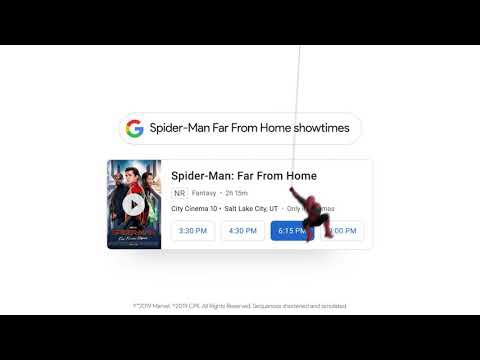 Spider-Man Far From Home showtimes
Spider-Man: Far From Home
NR Fantasy • 2h 15m
City Cinema 10 • Salt Lake City, UT • Only in
3:30 PM 4:30 PM 6:15 PM :00 PM
SPIDER-MAN
FAR FROM HOME
©™2019 Marvel. ©2019 CPII. All Rights Reserved. Sequences shortened and simulated.